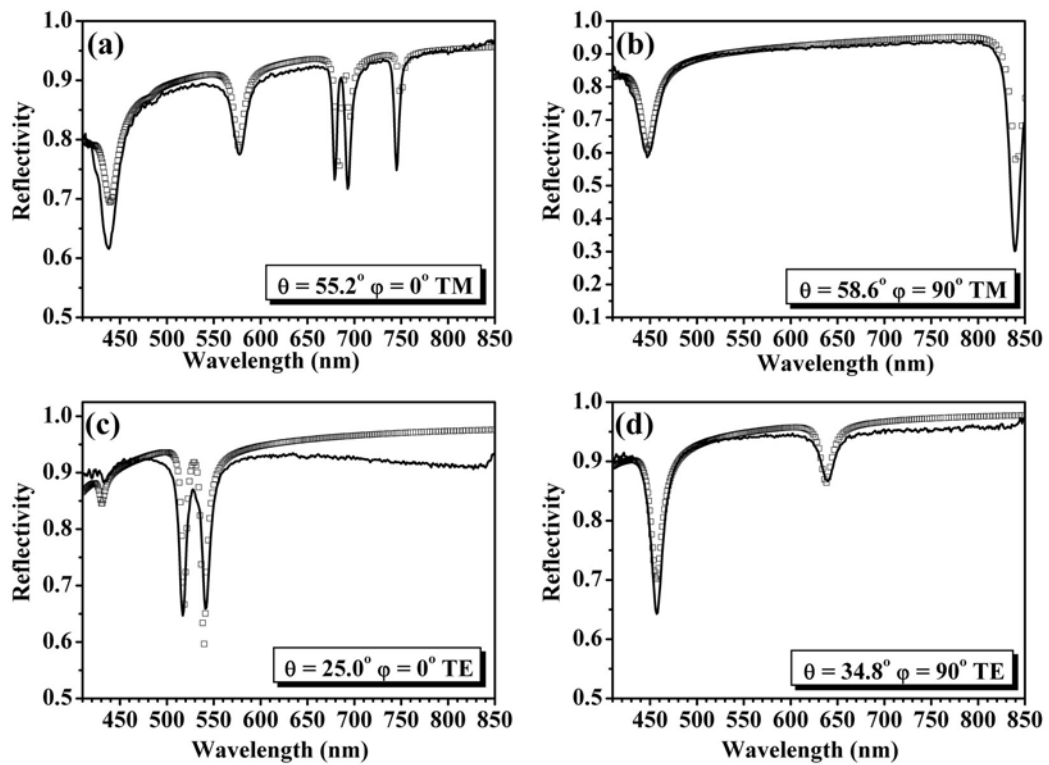 (a)
1.0
0.9
0.8
0.7
0.6
0.5
Reflectivity
θ = 55.2° φ = 0° TM
450 500 550 600 650 700 750 800 850
Wavelength (nm)
(b)
1.0
0.9
0.8
0.7
0.6
0.5
0.4
0.3
0.2
0.1
Reflectivity
θ = 58.6° φ = 90° TM
450 500 550 600 650 700 750 800 850
Wavelength (nm)
(c)
1.0
0.9
0.8
0.7
0.6
0.5
Reflectivity
θ = 25.0° φ = 0° TE
450 500 550 600 650 700 750 800 850
Wavelength (nm)
(d)
1.0
0.9
0.8
0.7
0.6
0.5
Reflectivity
θ = 34.8° φ = 90° TE
450 500 550 600 650 700 750 800 850
Wavelength (nm)